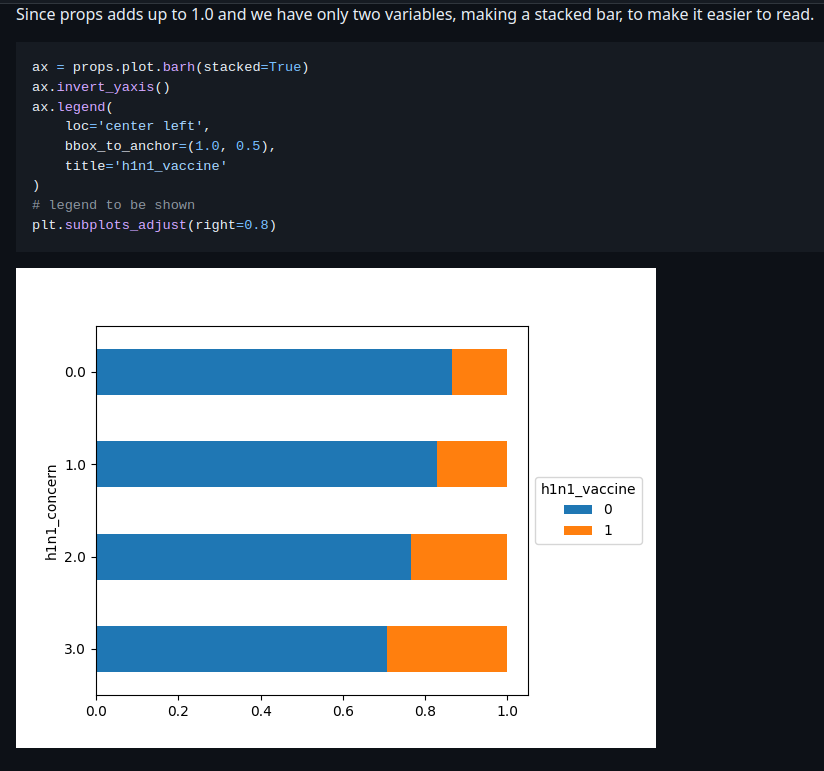 Since props adds up to 1.0 and we have only two variables, making a stacked bar, to make it easier to read.
ax = props.plot.barh(stacked=True)
ax.invert_yaxis()
ax.legend(
    loc='center left',
    bbox_to_anchor=(1.0, 0.5),
    title='h1n1_vaccine'
)
# legend to be shown
plt.subplots_adjust(right=0.8)
0.0
1.0
2.0
3.0
h1n1_concern
0.0 0.2 0.4 0.6 0.8 1.0
h1n1_vaccine
0
1